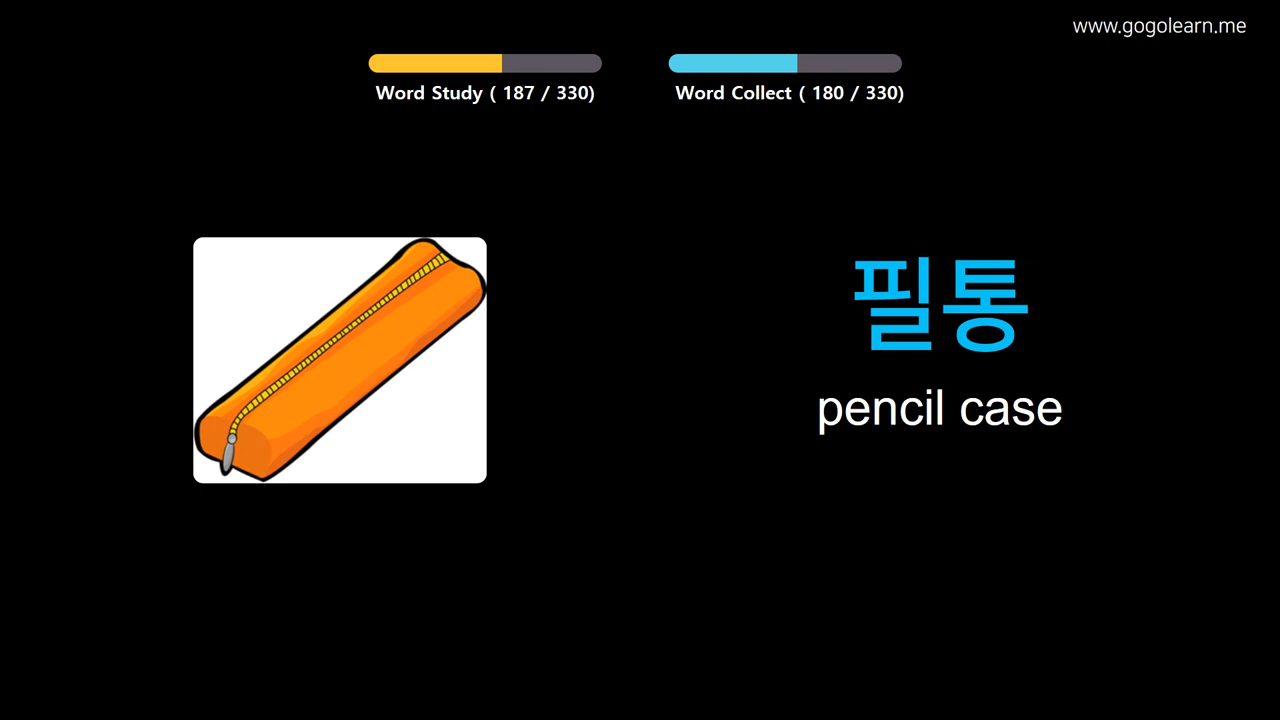 www.gogolearn.me
Word Study ( 187 / 330)
Word Collect ( 180 / 330)
필통
pencil case